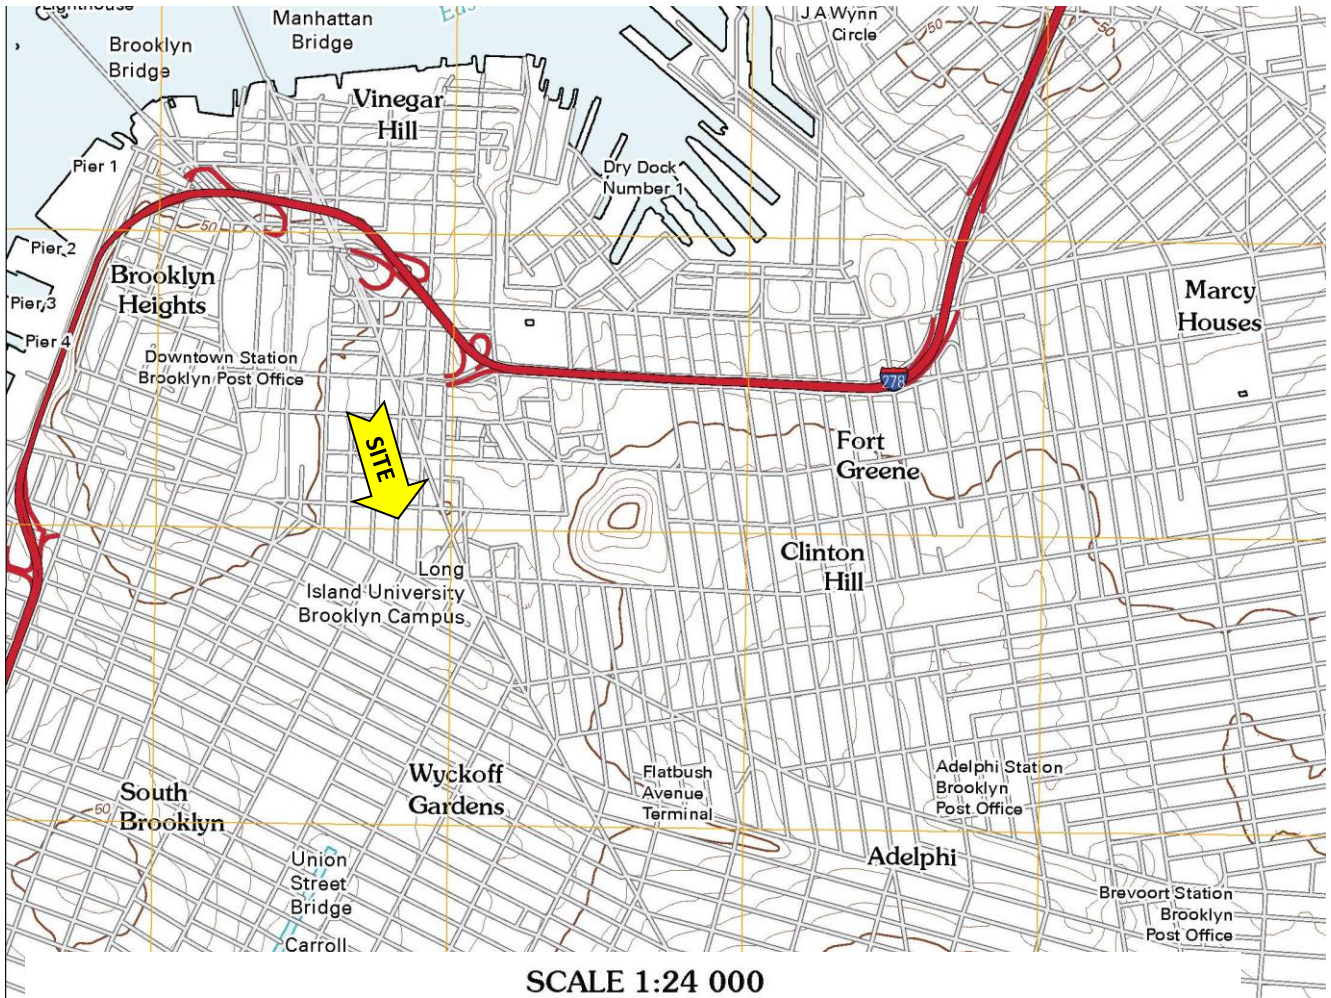 Lighthouse
Manhattan
Bridge
Eas
J A Wynn
Circle
50
50
Brooklyn
Bridge
Vinegar
Hill
Pier 1
Dry Dock
Number 1
50
Pier 2
Brooklyn
Heights
Pier 3
Marcy
Houses
Pier 4
Downtown Station
Brooklyn Post Office
278
SITE
Fort
Greene
Clinton
Hill
Long
Island University
Brooklyn Campus
Wyckoff
Gardens
Flatbush
Avenue
Terminal
Adelphi Station
Brooklyn
Post Office
50
South
Brooklyn
Union
Street
Bridge
Adelphi
Brevoort Station
Brooklyn
Post Office
Carroll
SCALE 1:24 000